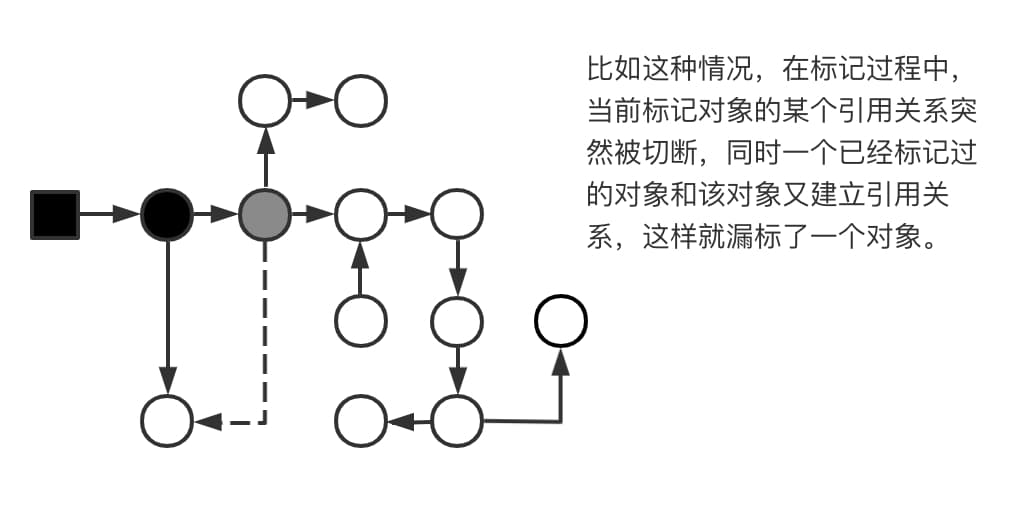 比如这种情况，在标记过程中，
当前标记对象的某个引用关系突
然被切断，同时一个已经标记过
的对象和该对象又建立引用关
系，这样就漏标了一个对象。